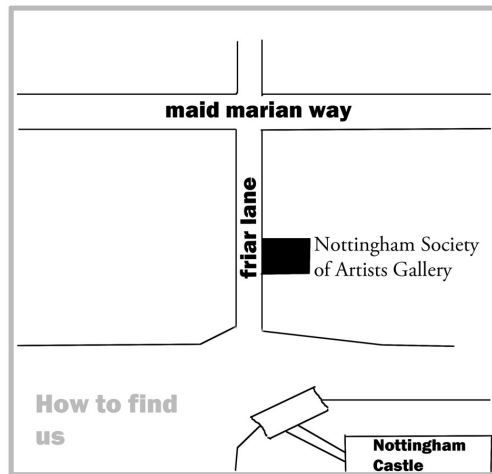 maid marian way
friar lane
Nottingham Society
of Artists Gallery
How to find
us
Nottingham
Castle